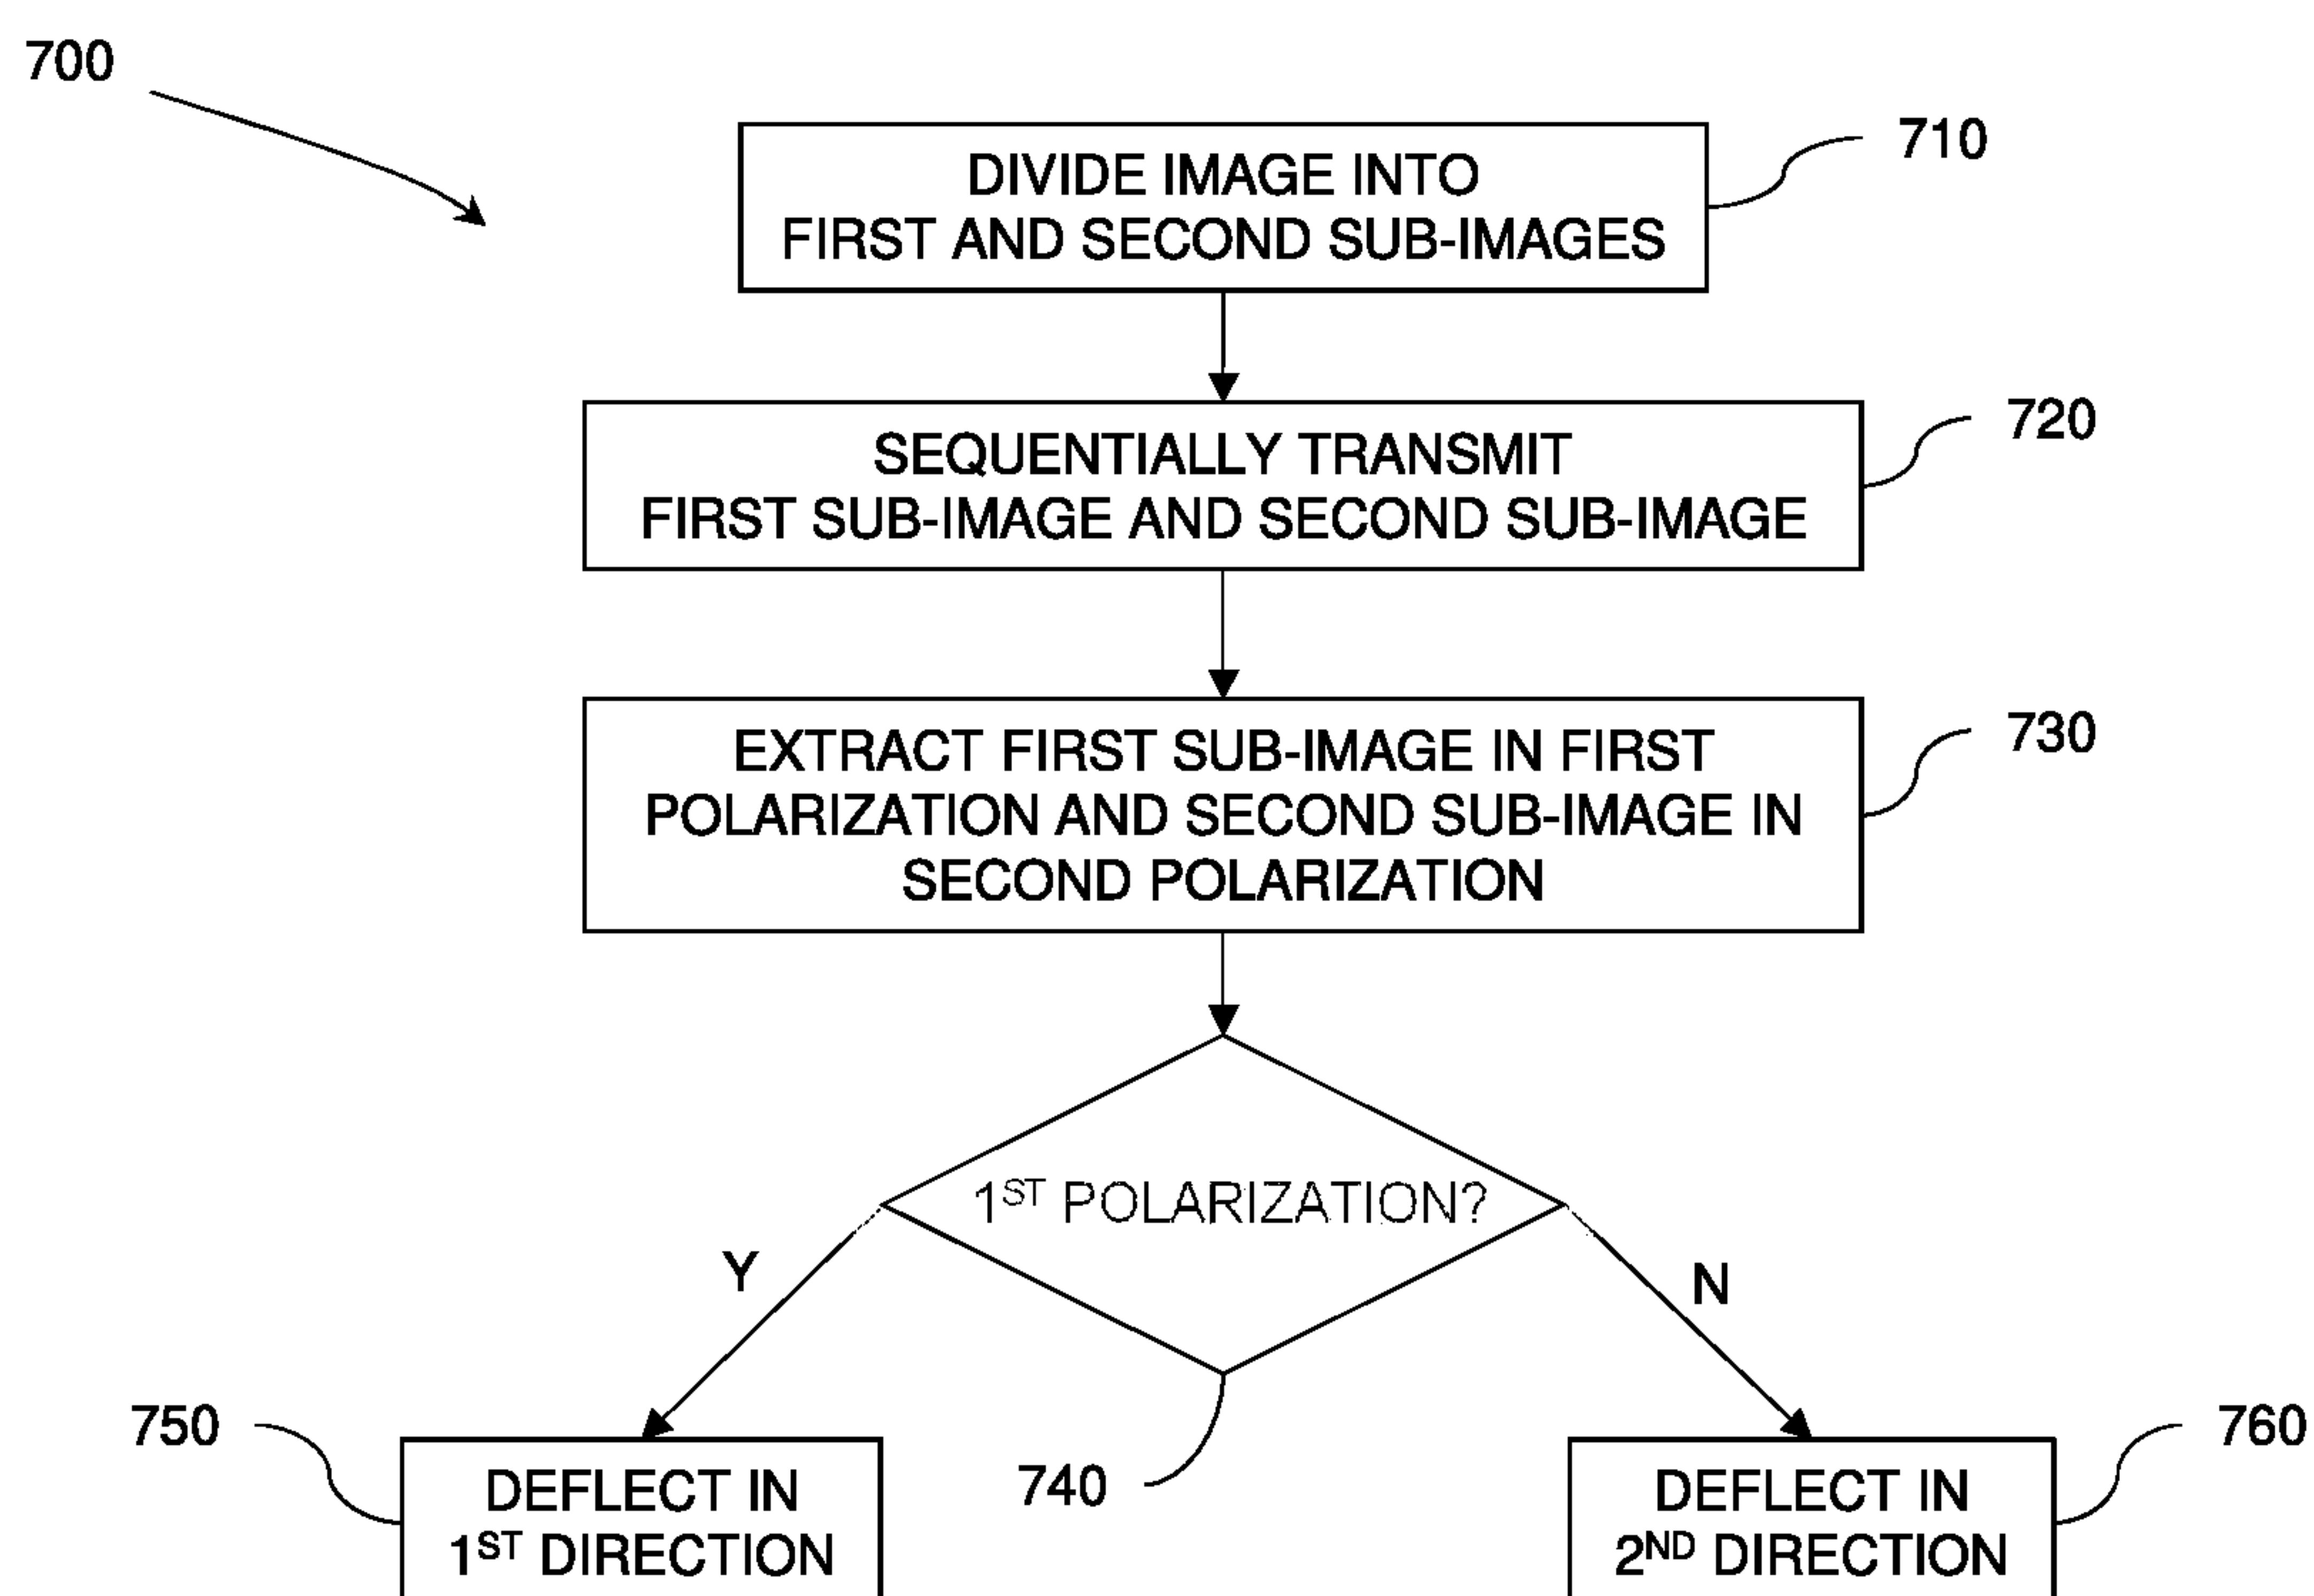 700
710
DIVIDE IMAGE INTO
FIRST AND SECOND SUB-IMAGES
720
SEQUENTIALLY TRANSMIT
FIRST SUB-IMAGE AND SECOND SUB-IMAGE
730
EXTRACT FIRST SUB-IMAGE IN FIRST
POLARIZATION AND SECOND SUB-IMAGE IN
SECOND POLARIZATION
1ST POLARIZATION?
Y
N
750
740
760
DEFLECT IN
1ST DIRECTION
DEFLECT IN
2ND DIRECTION